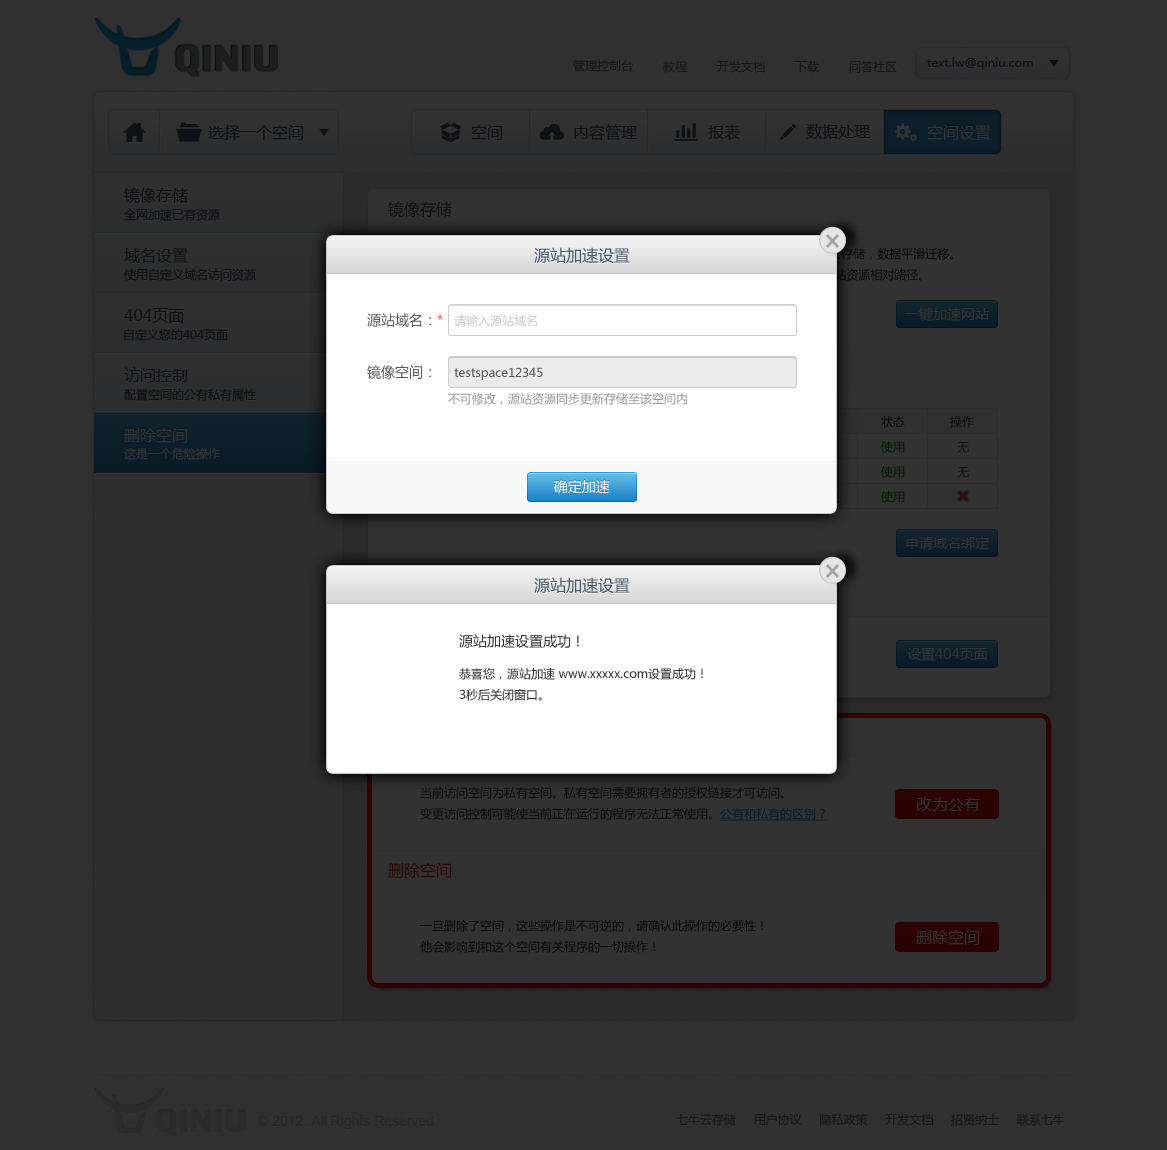 QINIU
管理控制台 教程 开发文档 下载 问答社区 text.lw@qiniu.com
选择一个空间 空间 内容管理 报表 数据处理 空间设置
镜像存储
全网加速已有资源
域名设置
使用自定义域名访问资源
404页面
自定义您的404页面
访问控制
配置空间的公有私有属性
删除空间
这是一个危险操作
镜像存储
存储，数据平滑迁移。
站资源相对路径。
一键加速网站
源站加速设置
源站域名：* 请输入源站域名
镜像空间： testspace12345
不可修改，源站资源同步更新存储至该空间内
确定加速
状态 操作
使用 无
使用 无
使用
申请域名绑定
源站加速设置
源站加速设置成功！
恭喜您，源站加速 www.xxxxx.com设置成功！
3秒后关闭窗口。
设置404页面
当前访问空间为私有空间。私有空间需要拥有者的授权链接才可访问。
变更访问控制可能使当前正在运行的程序无法正常使用。公有和私有的区别？
改为公有
删除空间
一旦删除了空间，这些操作是不可逆的，请确认此操作的必要性！
他会影响到和这个空间有关程序的一切操作！
删除空间
QINIU © 2012. All Rights Reserved.
七牛云存储 用户协议 隐私政策 开发文档 招贤纳士 联系七牛